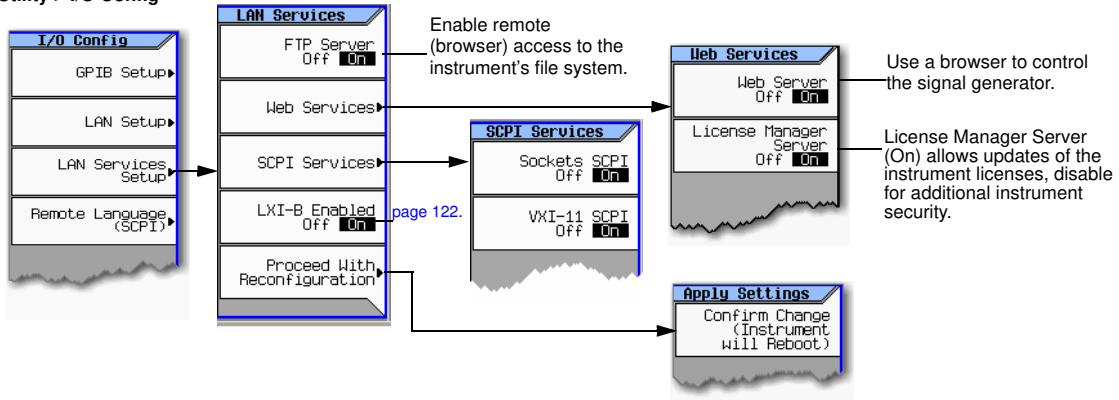 I/O Config
GPIB Setup
LAN Setup
LAN Services
Setup
Remote Language
(SCPI)
LAN Services
FTP Server
Off On
Web Services
SCPI Services
LXI-B Enabled
Off On
Proceed With
Reconfiguration
Enable remote
(browser) access to the
instrument's file system.
page 122.
SCPI Services
Sockets SCPI
Off On
VXI-11 SCPI
Off On
Web Services
Web Server
Off On
License Manager
Server
Off On
Use a browser to control
the signal generator.
License Manager Server
(On) allows updates of the
instrument licenses, disable
for additional instrument
security.
Apply Settings
Confirm Change
(Instrument
will Reboot)